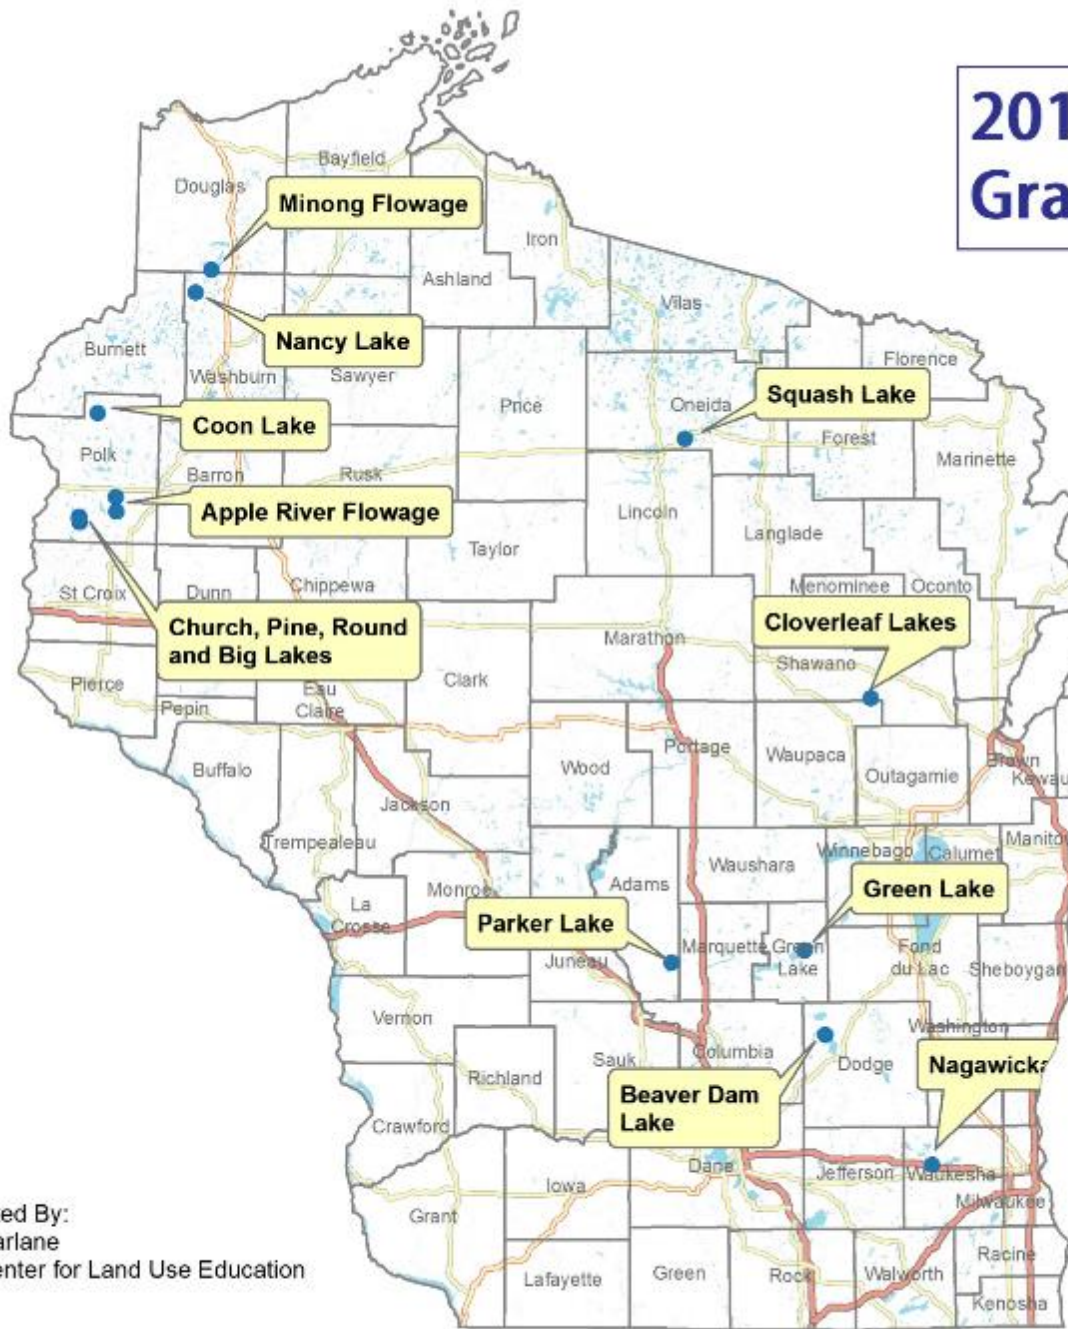 201
Gra
Bayfield
Douglas
Minong Flowage
Iron
Ashland
Vilas
Nancy Lake
Burnett
Washburn
Sawyer
Florence
Price
Oneida
Squash Lake
Coon Lake
Forest
Polk
Barron
Rusk
Marinette
Apple River Flowage
Lincoln
Langlade
Taylor
St Croix
Dunn
Chippewa
Menominee
Oconto
Church, Pine, Round
and Big Lakes
Marathon
Cloverleaf Lakes
Shawano
Pierce
Clark
Eau
Claire
Pepin
Buffalo
Wood
Portage
Waupaca
Outagamie
Brown
Kewau
Jackson
Trempealeau
Waushara
Winnebago
Calumet
Manito
Monroe
Adams
Green Lake
La
Crosse
Parker Lake
Juneau
Marquette
Green
Lake
Fond
du Lac
Sheboygan
Vernon
Washington
Sauk
Columbia
Dodge
Nagawicka
Richland
Beaver Dam
Lake
Crawford
Dane
Jefferson
Waukesha
Iowa
Milwaukee
Grant
ted By:
arlane
enter for Land Use Education
Lafayette
Green
Rock
Walworth
Racine
Kenosha